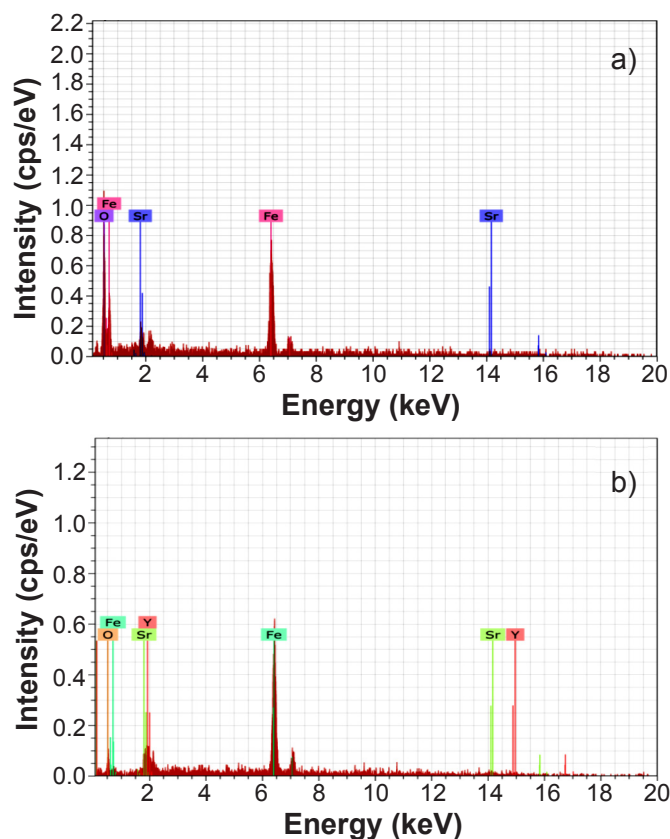 2.2
2.0
1.8
1.6
1.4
1.2
1.0
0.8
0.6
0.4
0.2
0.0
Intensity (cps/eV)
a)
Fe
O Sr Fe Sr
2 4 6 8 10 12 14 16 18 20
Energy (keV)
1.2
1.0
0.8
0.6
0.4
0.2
0.0
Intensity (cps/eV)
b)
Fe Y
O Sr Fe Sr Y
2 4 6 8 10 12 14 16 18 20
Energy (keV)